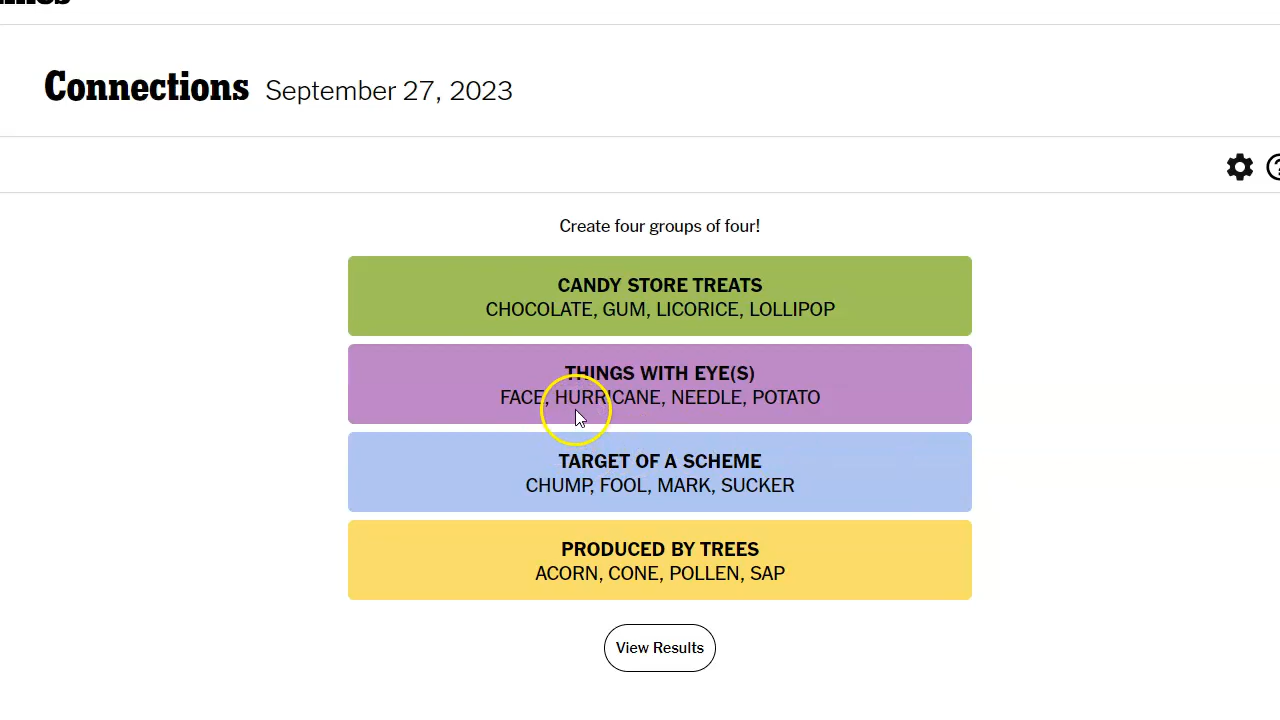 Connections September 27, 2023
Create four groups of four!
CANDY STORE TREATS
CHOCOLATE, GUM, LICORICE, LOLLIPOP
THINGS WITH EYE(S)
FACE, HURRICANE, NEEDLE, POTATO
TARGET OF A SCHEME
CHUMP, FOOL, MARK, SUCKER
PRODUCED BY TREES
ACORN, CONE, POLLEN, SAP
View Results